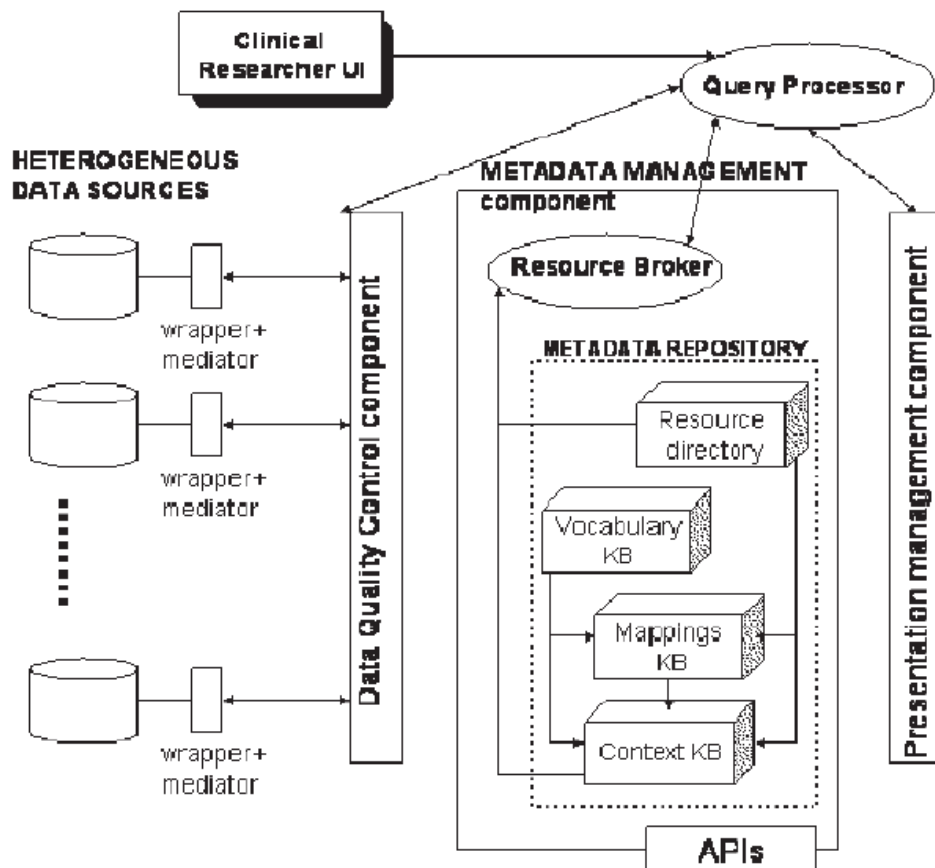 Clinical
Researcher UI
Query Processor
HETEROGENEOUS
DATA SOURCES
METADATA MANAGEMENT
component
Resource Broker
wrapper+
mediator
METADATA REPOSITORY
Resource
directory
wrapper+
mediator
Vocabulary
KB
Mappings
KB
Context KB
wrapper+
mediator
Data Quality Control component
Presentation management component
APIs